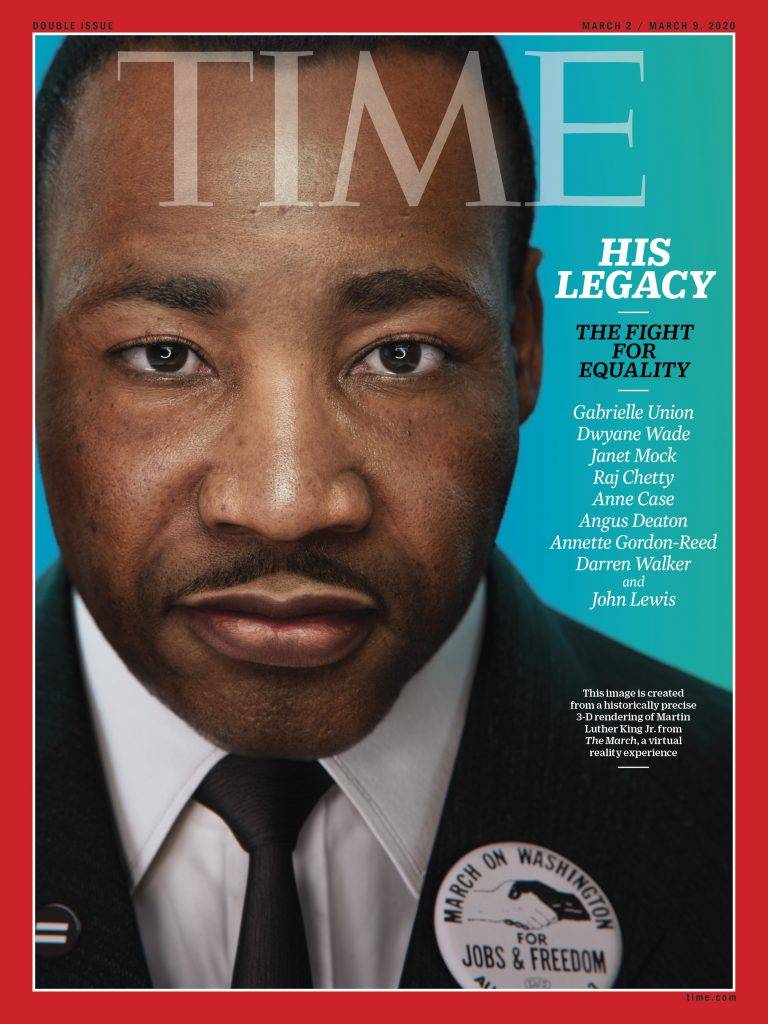 DOUBLE ISSUE
MARCH 2 / MARCH 9, 2020
TIME
HIS
LEGACY
THE FIGHT
FOR
EQUALITY
Gabrielle Union
Dwyane Wade
Janet Mock
Raj Chetty
Anne Case
Angus Deaton
Annette Gordon-Reed
Darren Walker
and
John Lewis
This image is created
from a historically precise
3-D rendering of Martin
Luther King Jr. from
The March, a virtual
reality experience
MARCH ON WASHINGTON
FOR
JOBS & FREEDOM
time.com